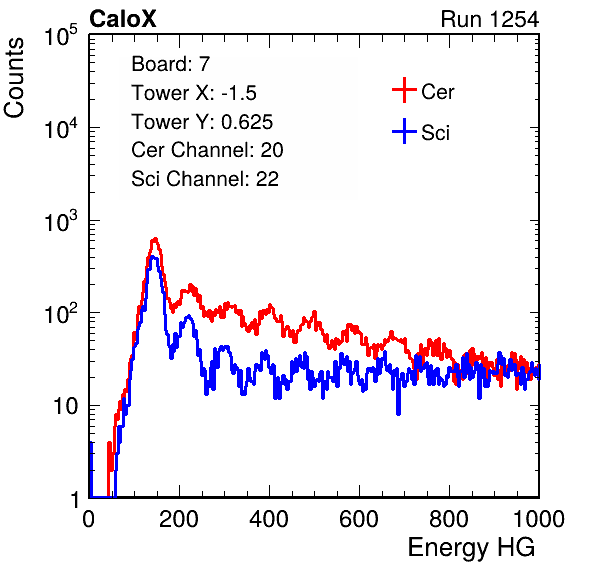 CaloX Run 1254
Counts
10^5
10^4
10^3
10^2
10
1
Board: 7
Tower X: -1.5
Tower Y: 0.625
Cer Channel: 20
Sci Channel: 22
Cer
Sci
0 200 400 600 800 1000
Energy HG